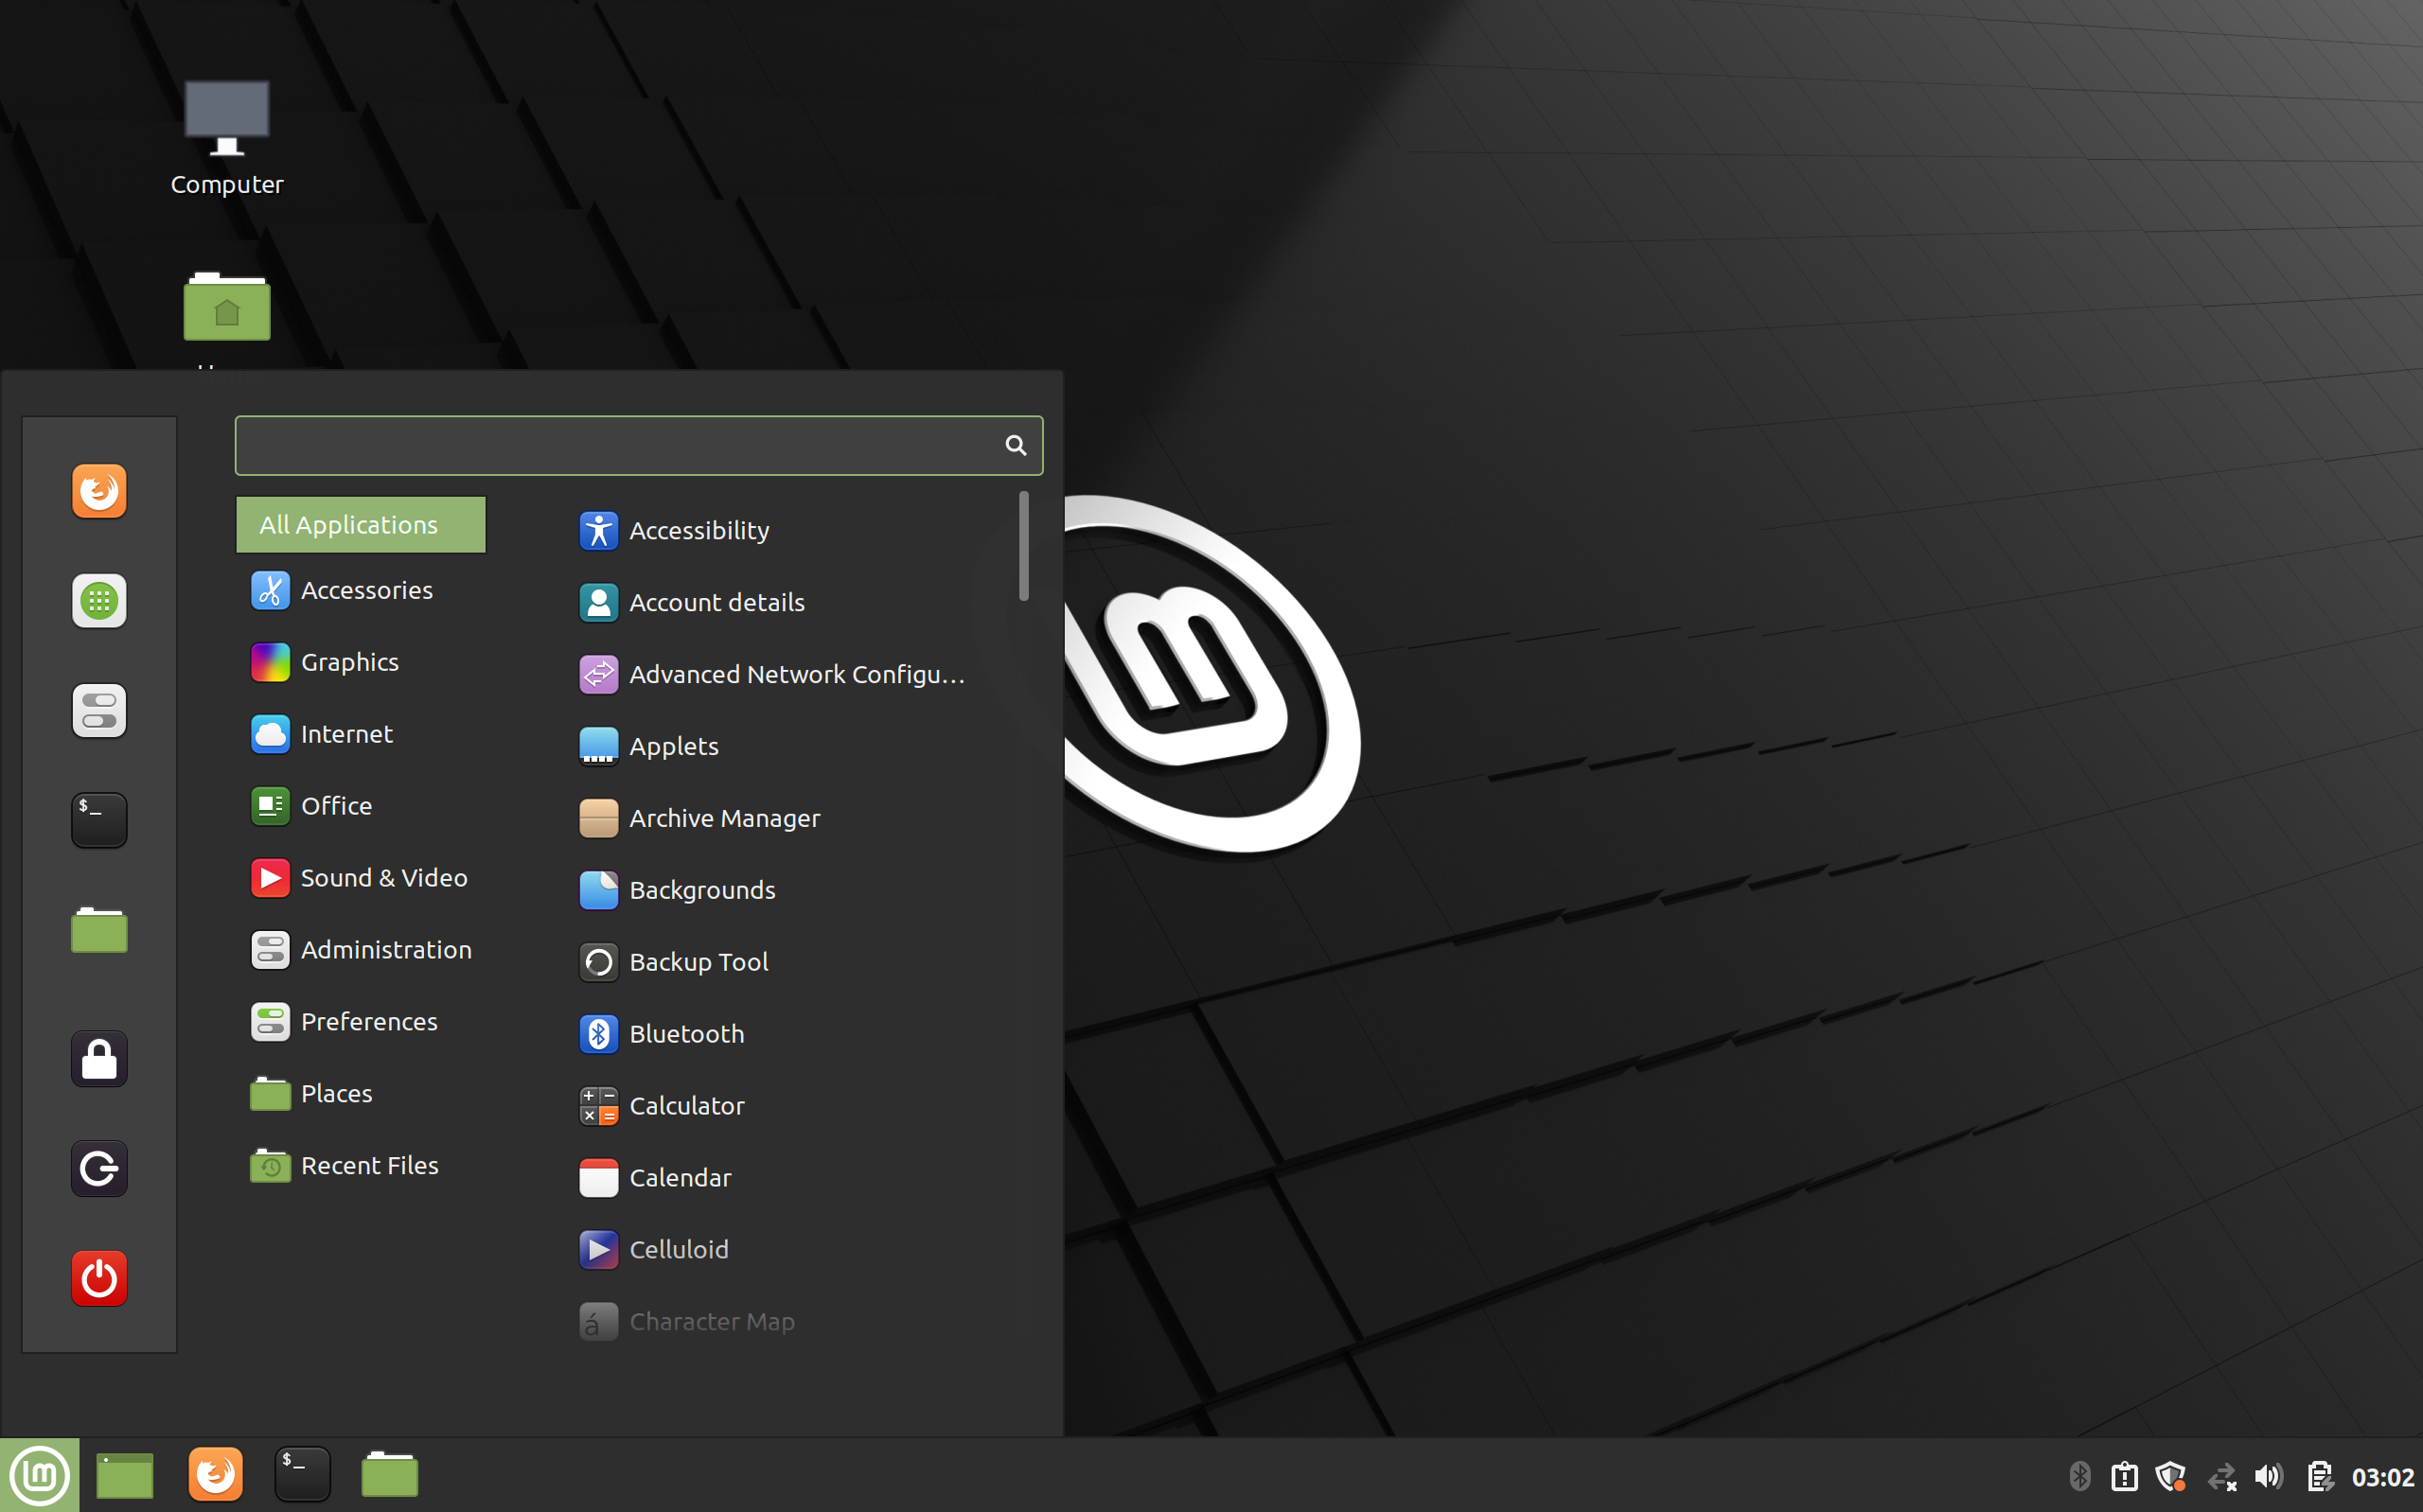 Computer
All Applications
Accessories
Graphics
Internet
Office
Sound & Video
Administration
Preferences
Places
Recent Files
Accessibility
Account details
Advanced Network Configu...
Applets
Archive Manager
Backgrounds
Backup Tool
Bluetooth
Calculator
Calendar
Celluloid
Character Map
03:02